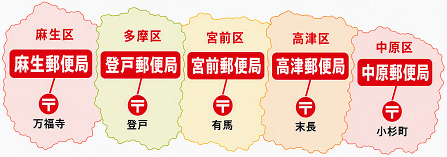 麻生区
麻生郵便局
〒
万福寺
多摩区
登戸郵便局
〒
登戸
宮前区
宮前郵便局
〒
有馬
高津区
高津郵便局
〒
末長
中原区
中原郵便局
〒
小杉町